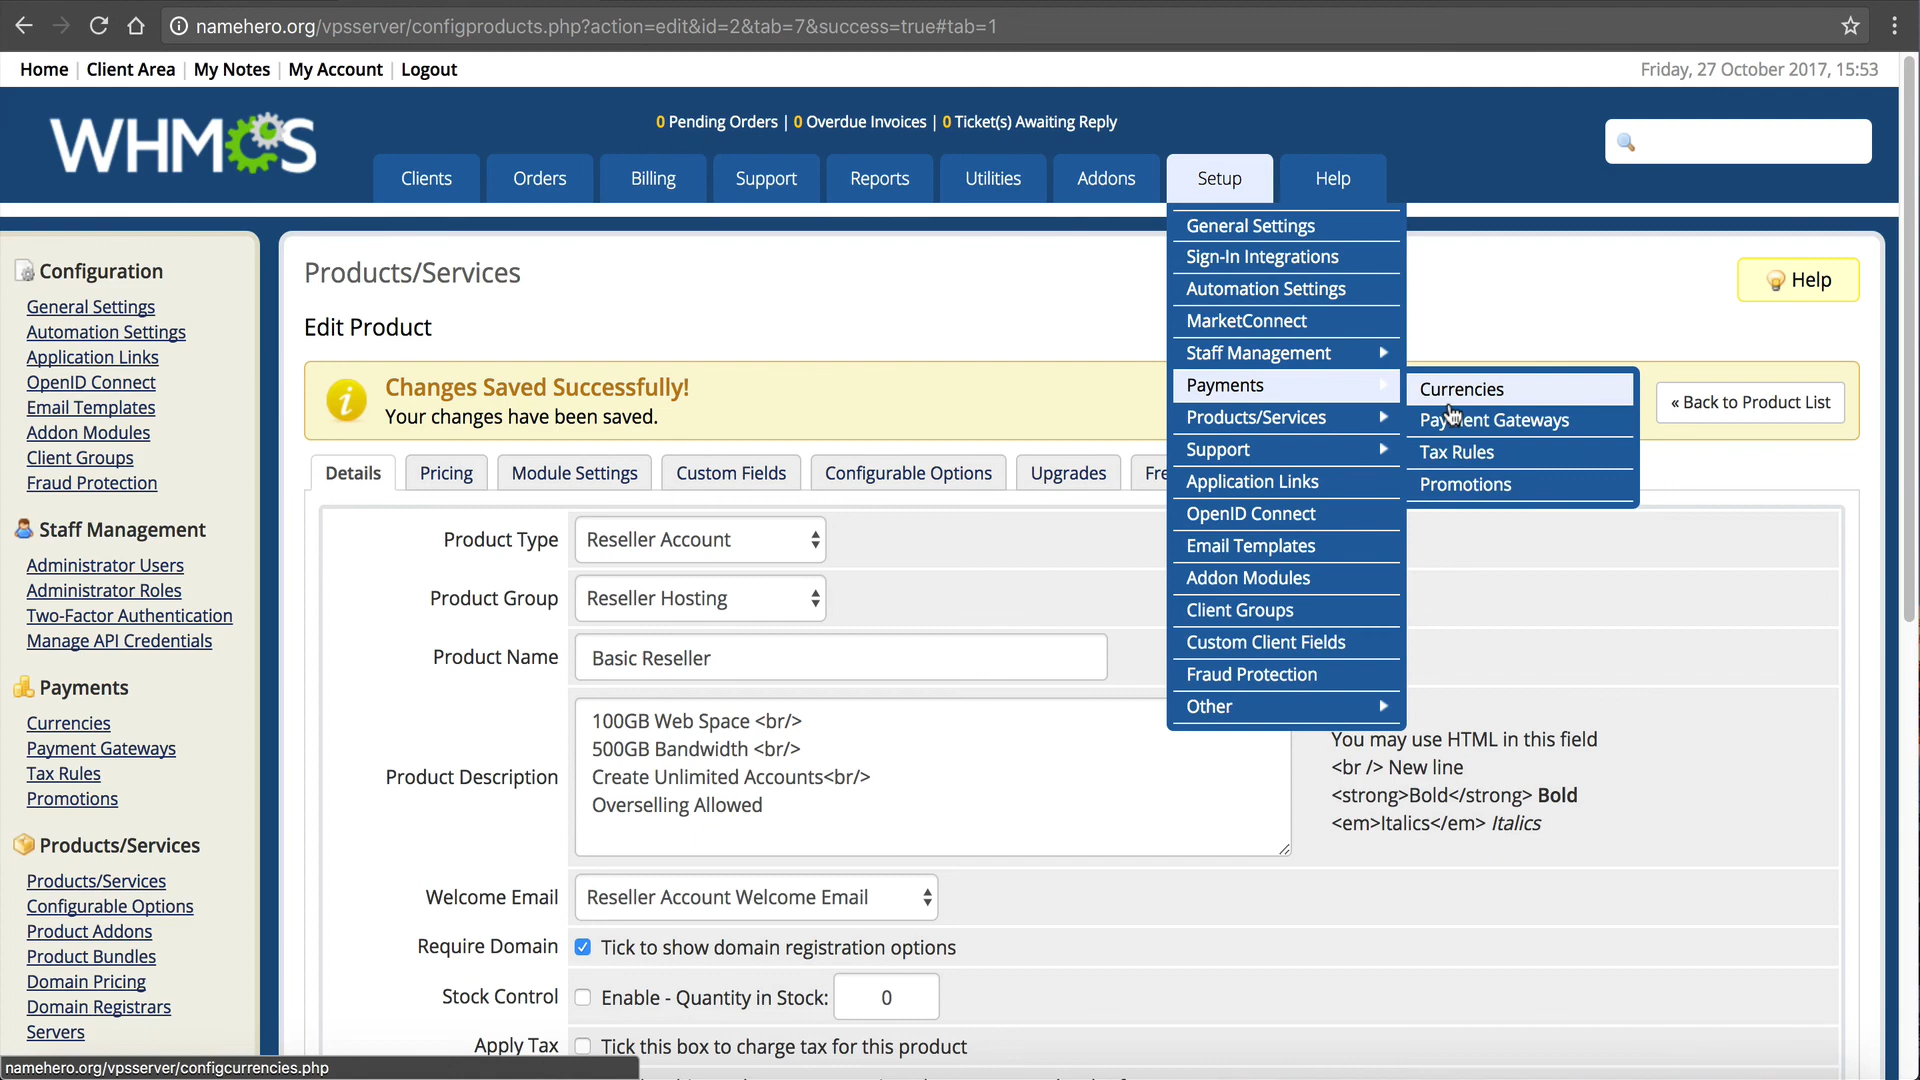 namehero.org/vpsserver/configproducts.php?action=edit&id=2&tab=7&success=true#tab=1
Home | Client Area | My Notes | My Account | Logout
Friday, 27 October 2017, 15:53
WHMCS
0 Pending Orders | 0 Overdue Invoices | 0 Ticket(s) Awaiting Reply
Clients Orders Billing Support Reports Utilities Addons Setup Help
Configuration
General Settings
Automation Settings
Application Links
OpenID Connect
Email Templates
Addon Modules
Client Groups
Fraud Protection
Staff Management
Administrator Users
Administrator Roles
Two-Factor Authentication
Manage API Credentials
Payments
Currencies
Payment Gateways
Tax Rules
Promotions
Products/Services
Products/Services
Configurable Options
Product Addons
Product Bundles
Domain Pricing
Domain Registrars
Servers
Products/Services
Help
Edit Product
Changes Saved Successfully!
Your changes have been saved.
« Back to Product List
Details Pricing Module Settings Custom Fields Configurable Options Upgrades Fre
Product Type Reseller Account
Product Group Reseller Hosting
Product Name Basic Reseller
Product Description
100GB Web Space <br/>
500GB Bandwidth <br/>
Create Unlimited Accounts<br/>
Overselling Allowed
You may use HTML in this field
<br /> New line
<strong>Bold</strong> Bold
<em>Italics</em> Italics
Welcome Email Reseller Account Welcome Email
Require Domain Tick to show domain registration options
Stock Control Enable - Quantity in Stock: 0
Apply Tax Tick this box to charge tax for this product
General Settings
Sign-In Integrations
Automation Settings
MarketConnect
Staff Management
Payments
Products/Services
Support
Application Links
OpenID Connect
Email Templates
Addon Modules
Client Groups
Custom Client Fields
Fraud Protection
Other
Currencies
Payment Gateways
Tax Rules
Promotions
namehero.org/vpsserver/configcurrencies.php